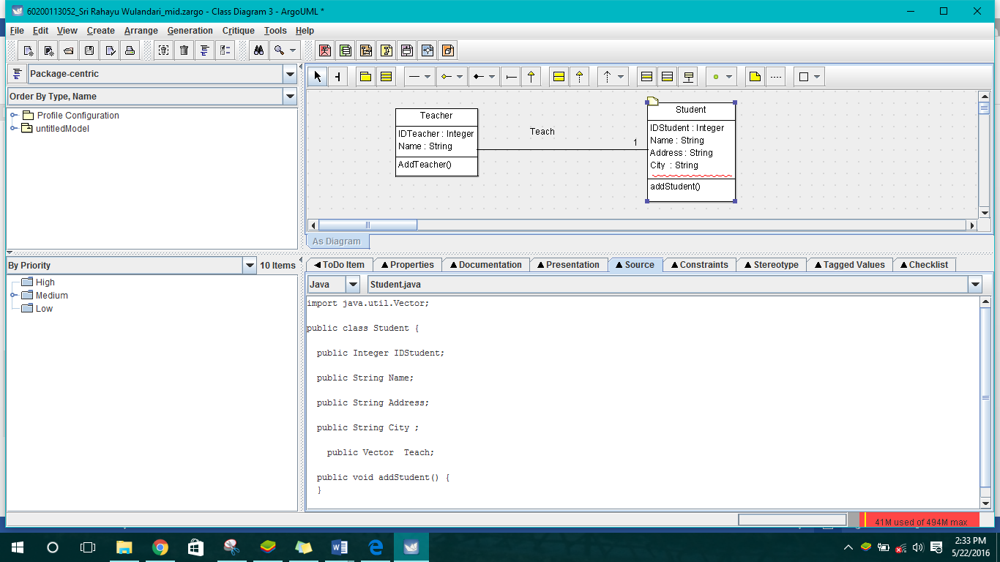 60200113052_Sri Rahayu Wulandari_mid.zargo - Class Diagram 3 - ArgoUML *
File Edit View Create Arrange Generation Critique Tools Help
Package-centric
Order By Type, Name
Profile Configuration
untitledModel
Teacher
IDTeacher : Integer
Name : String
AddTeacher()
Teach
1
Student
IDStudent : Integer
Name : String
Address : String
City  : String
addStudent()
As Diagram
By Priority 10 Items
High
Medium
Low
ToDo Item Properties Documentation Presentation Source Constraints Stereotype Tagged Values Checklist
Java Student.java
import java.util.Vector;
public class Student {
public Integer IDStudent;
public String Name;
public String Address;
public String City ;
public Vector  Teach;
public void addStudent() {
}
41M used of 494M max
2:33 PM
5/22/2016